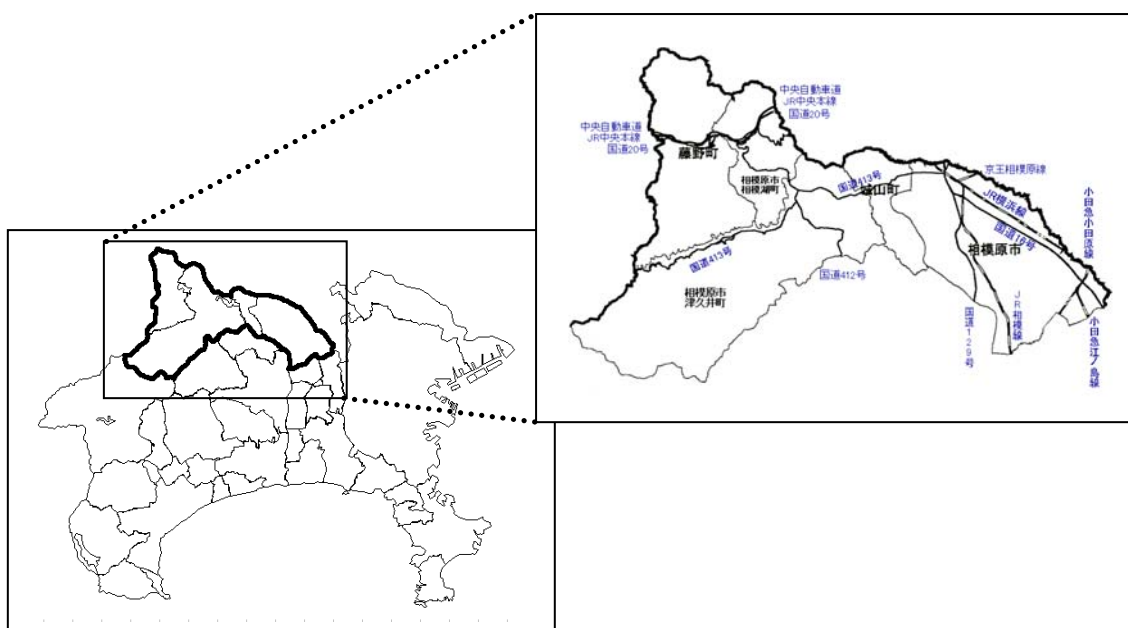 中央自動車道
JR中央本線
国道20号
中央自動車道
JR中央本線
国道20号
藤野町
相模原市
相模湖町
国道413号
城山町
京王相模原線
JR横浜線
国道16号
小田急小田原線
相模原市
国道413号
国道412号
相模原市
津久井町
国道129号
JR相模線
小田急江ノ島線